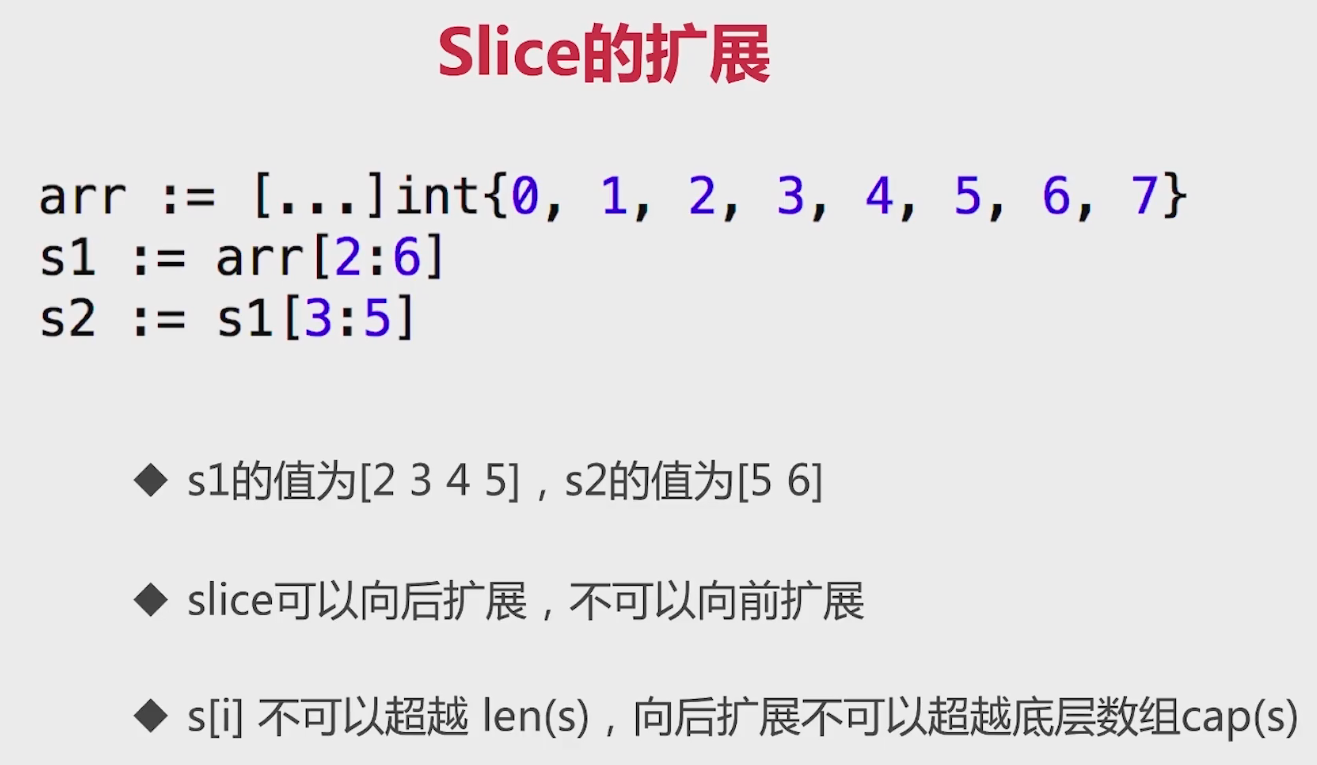 Slice的扩展
arr := [...]int{0, 1, 2, 3, 4, 5, 6, 7}
s1 := arr[2:6]
s2 := s1[3:5]
◆ s1的值为[2 3 4 5]，s2的值为[5 6]
◆ slice可以向后扩展，不可以向前扩展
◆ s[i] 不可以超越 len(s)，向后扩展不可以超越底层数组cap(s)